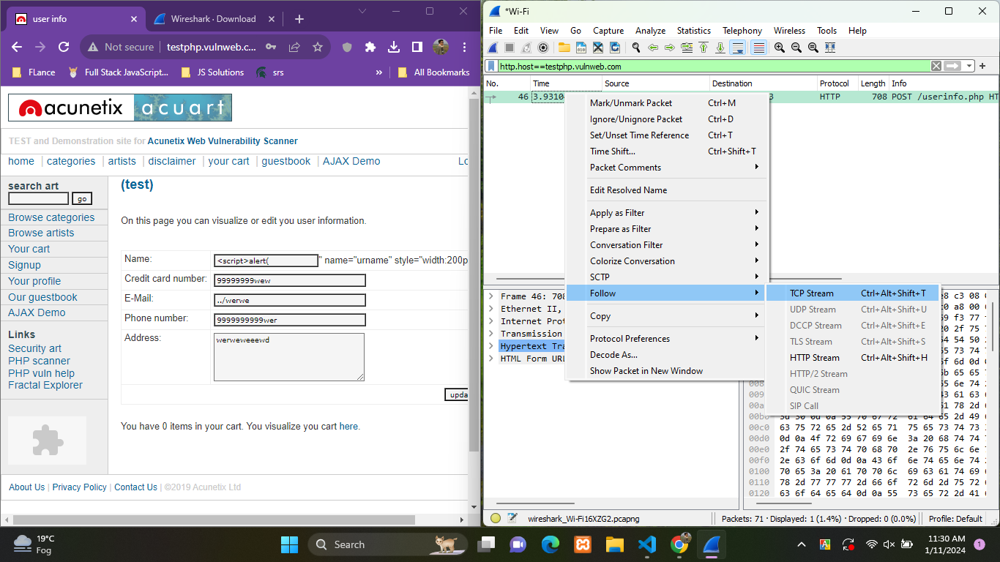 user info
Wireshark · Download
Not secure
testphp.vulnweb.c...
FLance
Full Stack JavaScript...
JS Solutions
srs
»
All Bookmarks
acunetix acuart
TEST and Demonstration site for Acunetix Web Vulnerability Scanner
home | categories | artists | disclaimer | your cart | guestbook | AJAX Demo
Lo
search art
go
Browse categories
Browse artists
Your cart
Signup
Your profile
Our guestbook
AJAX Demo
Links
Security art
PHP scanner
PHP vuln help
Fractal Explorer
(test)
On this page you can visualize or edit you user information.
Name: <script>alert( " name="urname" style="width:200p
Credit card number: 99999999wew
E-Mail: ../werwe
Phone number: 9999999999wer
Address: werweweeewd
upda
You have 0 items in your cart. You visualize you cart here.
About Us | Privacy Policy | Contact Us | ©2019 Acunetix Ltd
*Wi-Fi
File Edit View Go Capture Analyze Statistics Telephony Wireless Tools Help
http.host==testphp.vulnweb.com
No. Time Source Destination Protocol Length Info
46 3.9310 3 HTTP 708 POST /userinfo.php HT
Mark/Unmark Packet Ctrl+M
Ignore/Unignore Packet Ctrl+D
Set/Unset Time Reference Ctrl+T
Time Shift... Ctrl+Shift+T
Packet Comments
Edit Resolved Name
Apply as Filter
Prepare as Filter
Conversation Filter
Colorize Conversation
SCTP
Follow
Copy
Protocol Preferences
Decode As...
Show Packet in New Window
TCP Stream Ctrl+Alt+Shift+T
UDP Stream Ctrl+Alt+Shift+U
DCCP Stream Ctrl+Alt+Shift+E
TLS Stream Ctrl+Alt+Shift+S
HTTP Stream Ctrl+Alt+Shift+H
HTTP/2 Stream
QUIC Stream
SIP Call
Frame 46: 708
Ethernet II,
Internet Prot
Transmission
Hypertext Tra
HTML Form URL
00c0 63 75 72 65 2d 52 65 71 75 65 73 74 73
00d0 0d 0a 4f 72 69 67 69 6e 3a 20 68 74 74
00e0 2f 74 65 73 74 70 68 70 2e 76 75 6c 6e
00f0 2e 63 6f 6d 0d 0a 43 6f 6e 74 65 6e 74
0100 70 65 3a 20 61 70 70 6c 69 63 61 74 69
0110 78 2d 77 77 77 2d 66 6f 72 6d 2d 75 72
0120 63 6f 64 65 64 0d 0a 55 73 65 72 2d 41
wireshark_Wi-Fi16XZG2.pcapng
Packets: 71 · Displayed: 1 (1.4%) · Dropped: 0 (0.0%)
Profile: Default
19°C
Fog
Search
11:30 AM
1/11/2024
1